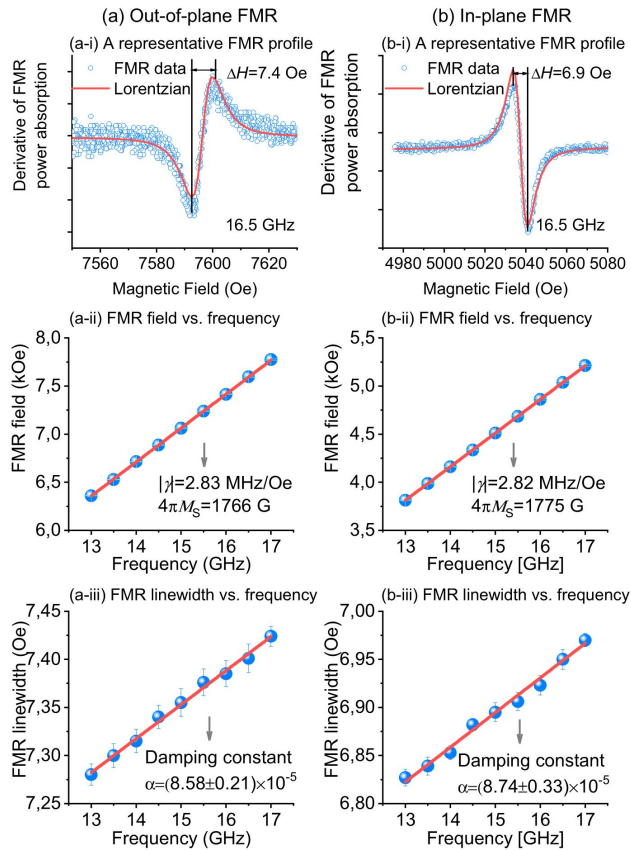 (a) Out-of-plane FMR
(b) In-plane FMR
(a-i) A representative FMR profile
FMR data
Lorentzian
ΔH=7.4 Oe
16.5 GHz
Derivative of FMR
power absorption
7560 7580 7600 7620
Magnetic Field (Oe)
(b-i) A representative FMR profile
FMR data
Lorentzian
ΔH=6.9 Oe
16.5 GHz
Derivative of FMR
power absorption
4980 5000 5020 5040 5060 5080
Magnetic Field (Oe)
(a-ii) FMR field vs. frequency
8,0
7,5
7,0
6,5
6,0
FMR field (kOe)
|γ|=2.83 MHz/Oe
4πMS=1766 G
13 14 15 16 17
Frequency (GHz)
(b-ii) FMR field vs. frequency
5,5
5,0
4,5
4,0
3,5
FMR field (kOe)
|γ|=2.82 MHz/Oe
4πMS=1775 G
13 14 15 16 17
Frequency [GHz]
(a-iii) FMR linewidth vs. frequency
7,45
7,40
7,35
7,30
7,25
FMR linewidth (Oe)
Damping constant
α=(8.58±0.21)×10-5
13 14 15 16 17
Frequency (GHz)
(b-iii) FMR linewidth vs. frequency
7,00
6,95
6,90
6,85
6,80
FMR linewidth (Oe)
Damping constant
α=(8.74±0.33)×10-5
13 14 15 16 17
Frequency [GHz]